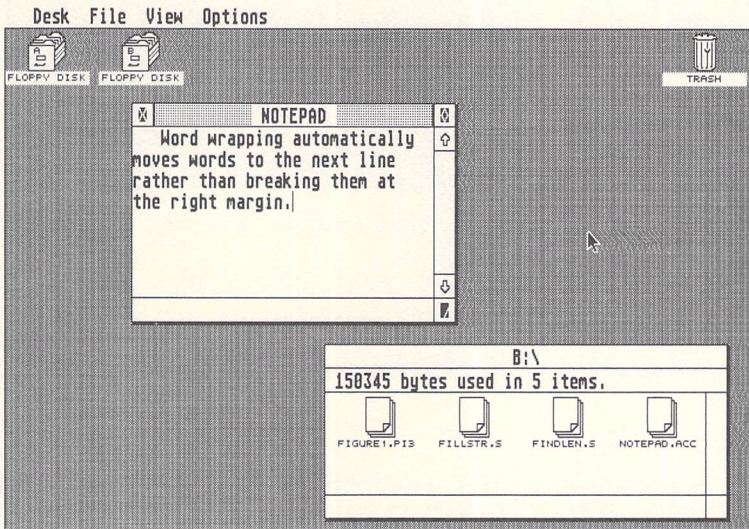 Desk File View Options
A B
FLOPPY DISK FLOPPY DISK
TRASH
NOTEPAD
Word wrapping automatically
moves words to the next line
rather than breaking them at
the right margin.
B:\
150345 bytes used in 5 items.
FIGURE1.PI3 FILLSTR.S FINDLEN.S NOTEPAD.ACC